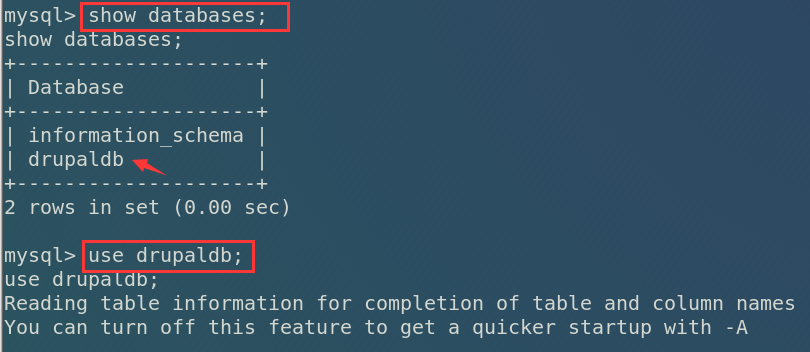 mysql> show databases;
show databases;
+--------------------+
| Database           |
+--------------------+
| information_schema |
| drupaldb           |
+--------------------+
2 rows in set (0.00 sec)
mysql> use drupaldb;
use drupaldb;
Reading table information for completion of table and column names
You can turn off this feature to get a quicker startup with -A